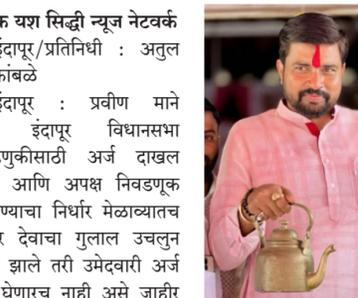 क यश सिद्धी न्यूज नेटवर्क
इंदापूर/प्रतिनिधी : अतुल
कांबळे
इंदापूर : प्रवीण माने
इंदापूर विधानसभा
डणुकीसाठी अर्ज दाखल
आणि अपक्ष निवडणूक
ण्याचा निर्धार मेळाव्यातच
र देवाचा गुलाल उचलुन
झाले तरी उमेदवारी अर्ज
घेणारच नाही असे जाहीर